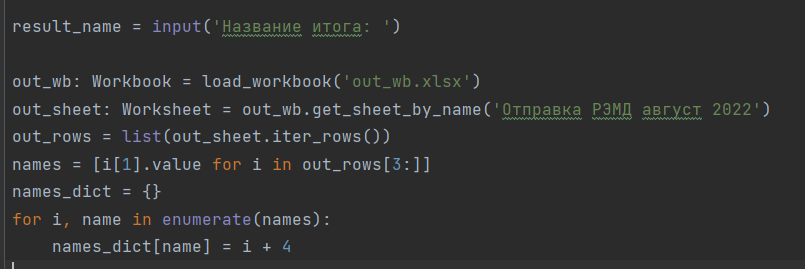 result_name = input('Название итога: ')
out_wb: Workbook = load_workbook('out_wb.xlsx')
out_sheet: Worksheet = out_wb.get_sheet_by_name('Отправка РЭМД август 2022')
out_rows = list(out_sheet.iter_rows())
names = [i[1].value for i in out_rows[3:]]
names_dict = {}
for i, name in enumerate(names):
    names_dict[name] = i + 4